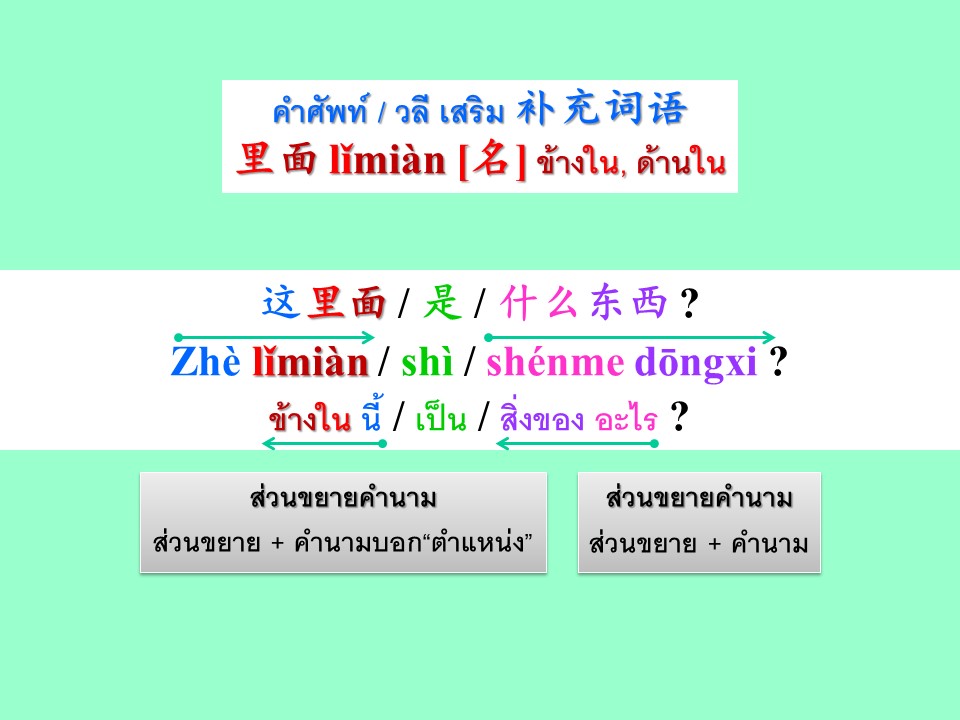 คำศัพท์ / วลี เสริม 补充词语
里面 lǐmiàn [名] ข้างใน, ด้านใน
这里面 / 是 / 什么东西 ?
Zhè lǐmiàn / shì / shénme dōngxi ?
ข้างใน นี้ / เป็น / สิ่งของ อะไร ?
ส่วนขยายคำนาม
ส่วนขยาย + คำนามบอก“ตำแหน่ง”
ส่วนขยายคำนาม
ส่วนขยาย + คำนาม